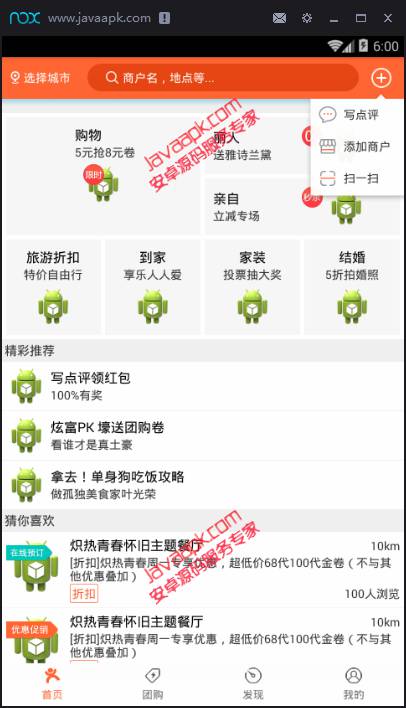 nox www.javaapk.com
6:00
选择城市
商户名，地点等...
写点评
添加商户
扫一扫
购物
5元抢8元卷
限时
丽人
送雅诗兰黛
亲自
立减专场
秒杀
旅游折扣
特价自由行
到家
享乐人人爱
家装
投票抽大奖
结婚
5折拍婚照
javaapk.com
安卓源码服务专家
精彩推荐
写点评领红包
100%有奖
炫富PK 壕送团购卷
看谁才是真土豪
拿去！单身狗吃饭攻略
做孤独美食家叶光荣
猜你喜欢
在线预订
炽热青春怀旧主题餐厅
10km
[折扣]炽热青春周一专享优惠，超低价68代100金卷（不与其
他优惠叠加）
折扣
100人浏览
javaapk.com
安卓源码服务专家
优惠促销
炽热青春怀旧主题餐厅
10km
[折扣]炽热青春周一专享优惠，超低价64代100代金卷（不与其
他优惠叠加）
首页
团购
发现
我的